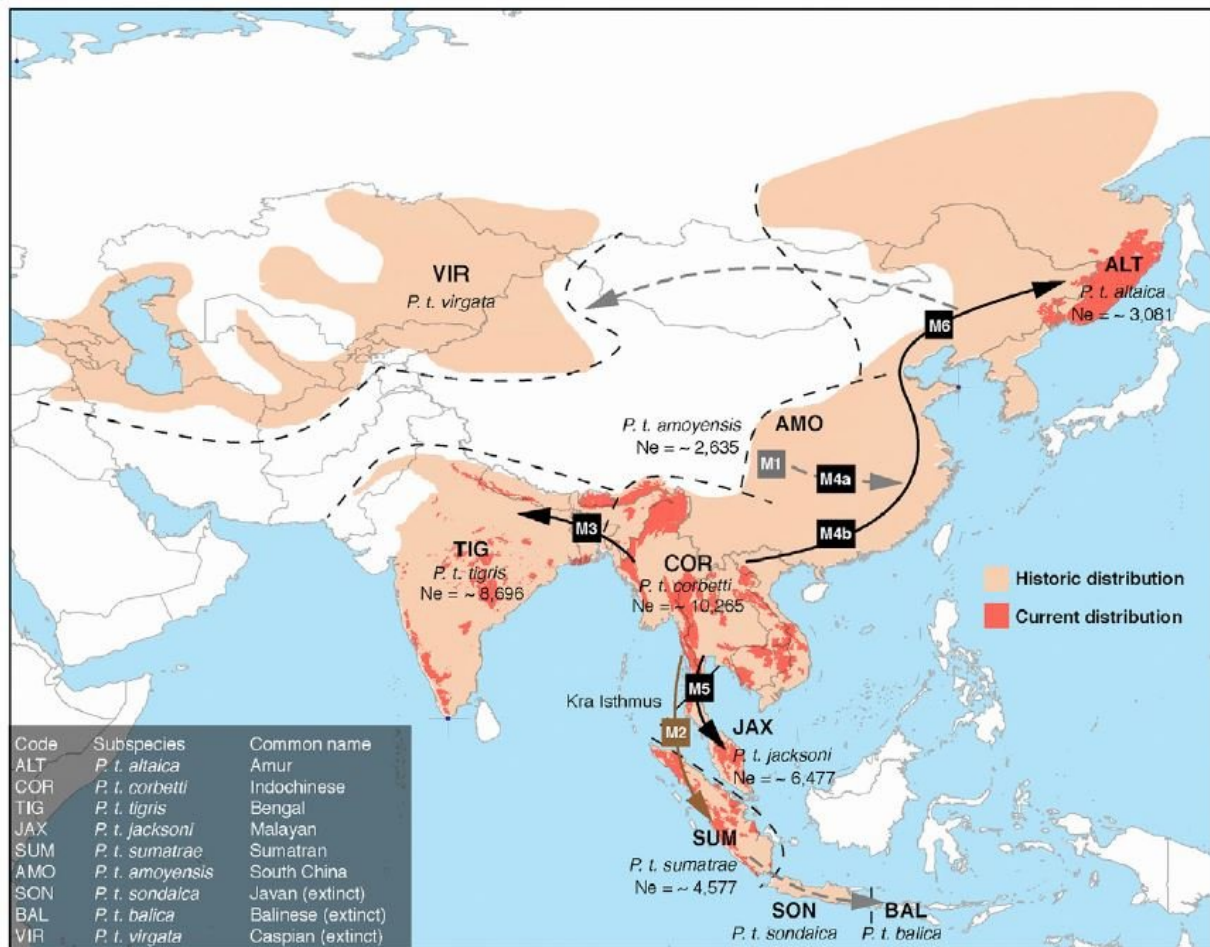 VIR
P. t. virgata
ALT
P. t. altaica
Ne = ~ 3,081
M6
P. t. amoyensis
Ne = ~ 2,635
AMO
M1
M4a
M3
M4b
TIG
P. t. tigris
Ne = ~ 8,696
COR
P. t. corbetti
Ne = ~ 10,265
Historic distribution
Current distribution
Kra Isthmus
M5
M2
JAX
P. t. jacksoni
Ne = ~ 6,477
SUM
P. t. sumatrae
Ne = ~ 4,577
SON
P. t. sondaica
BAL
P. t. balica
Code Subspecies Common name
ALT P. t. altaica Amur
COR P. t. corbetti Indochinese
TIG P. t. tigris Bengal
JAX P. t. jacksoni Malayan
SUM P. t. sumatrae Sumatran
AMO P. t. amoyensis South China
SON P. t. sondaica Javan (extinct)
BAL P. t. balica Balinese (extinct)
VIR P. t. virgata Caspian (extinct)